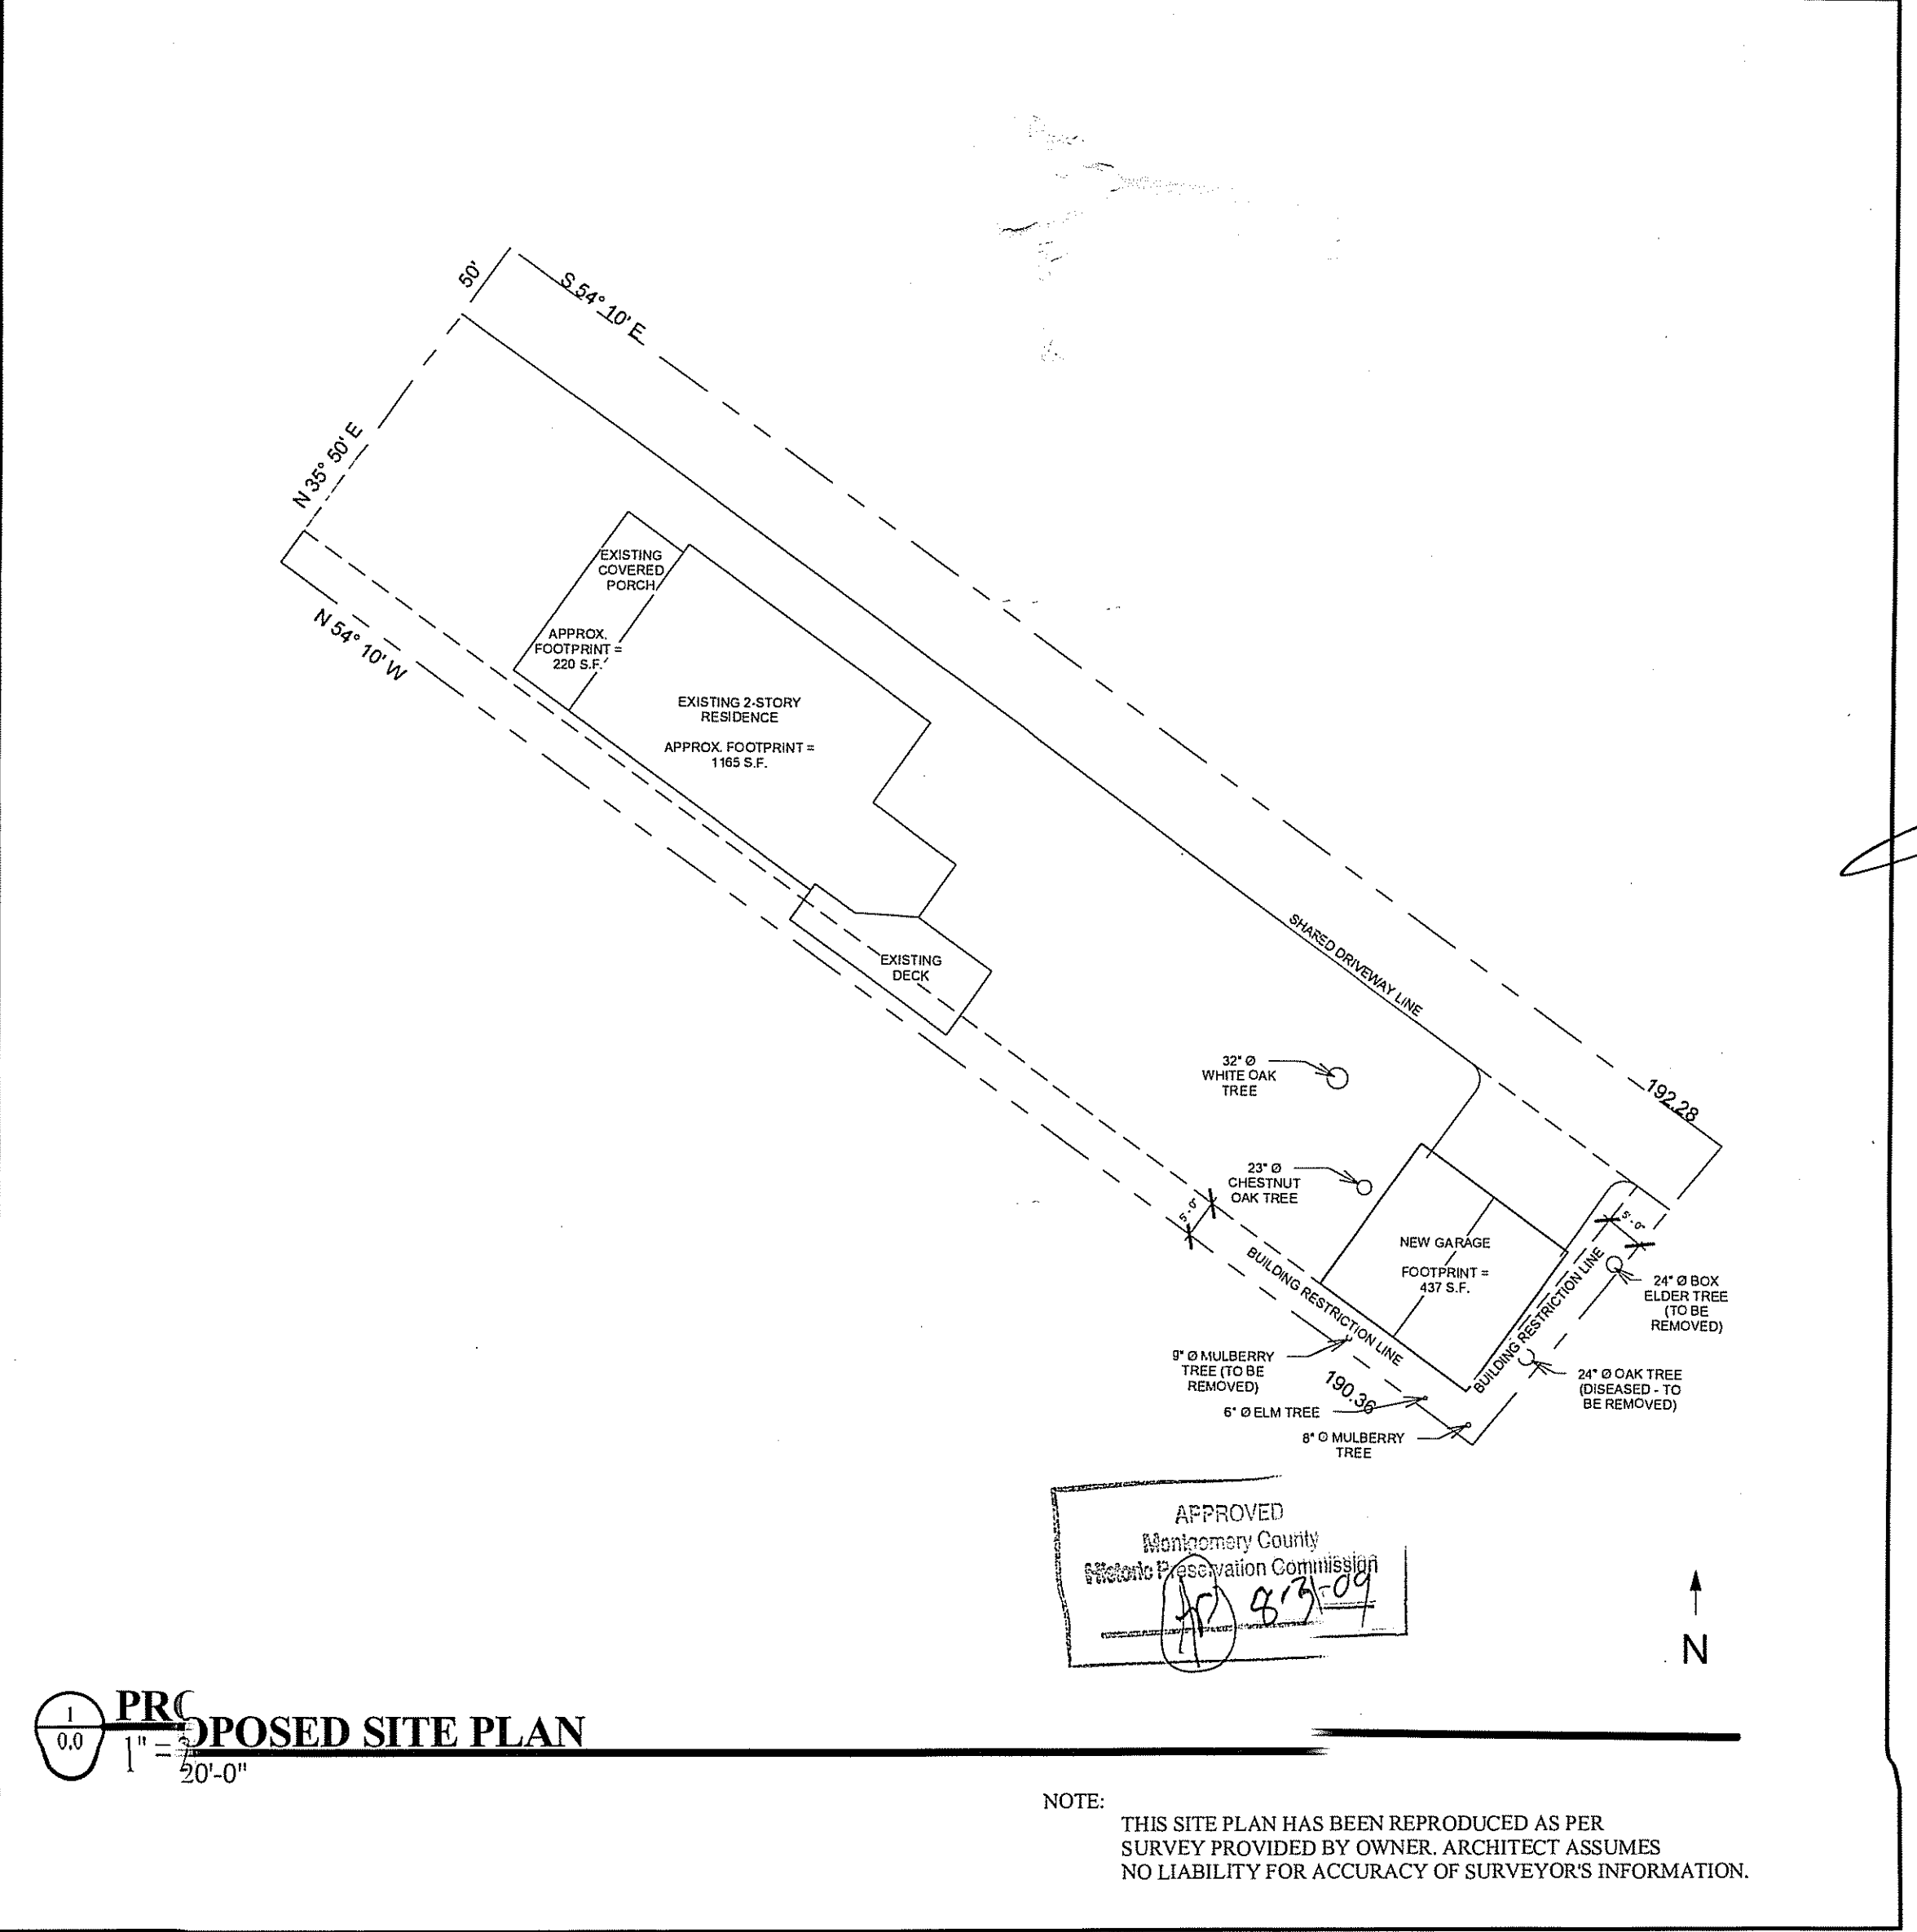 50'
S 54° 10' E
N 35° 50' E
N 54° 10' W
EXISTING
COVERED
PORCH
APPROX.
FOOTPRINT =
220 S.F.
EXISTING 2-STORY
RESIDENCE
APPROX. FOOTPRINT =
1165 S.F.
EXISTING
DECK
SHARED DRIVEWAY LINE
32" Ø
WHITE OAK
TREE
192.28
23" Ø
CHESTNUT
OAK TREE
5'-0"
5'-0"
NEW GARAGE
FOOTPRINT =
437 S.F.
BUILDING RESTRICTION LINE
BUILDING RESTRICTION LINE
24" Ø BOX
ELDER TREE
(TO BE
REMOVED)
9" Ø MULBERRY
TREE (TO BE
REMOVED)
190.36
24" Ø OAK TREE
(DISEASED - TO
BE REMOVED)
6" Ø ELM TREE
8" Ø MULBERRY
TREE
APPROVED
Montgomery County
Historic Preservation Commission
N
1
0.0
PROPOSED SITE PLAN
1" = 20'-0"
NOTE:
THIS SITE PLAN HAS BEEN REPRODUCED AS PER
SURVEY PROVIDED BY OWNER. ARCHITECT ASSUMES
NO LIABILITY FOR ACCURACY OF SURVEYOR'S INFORMATION.